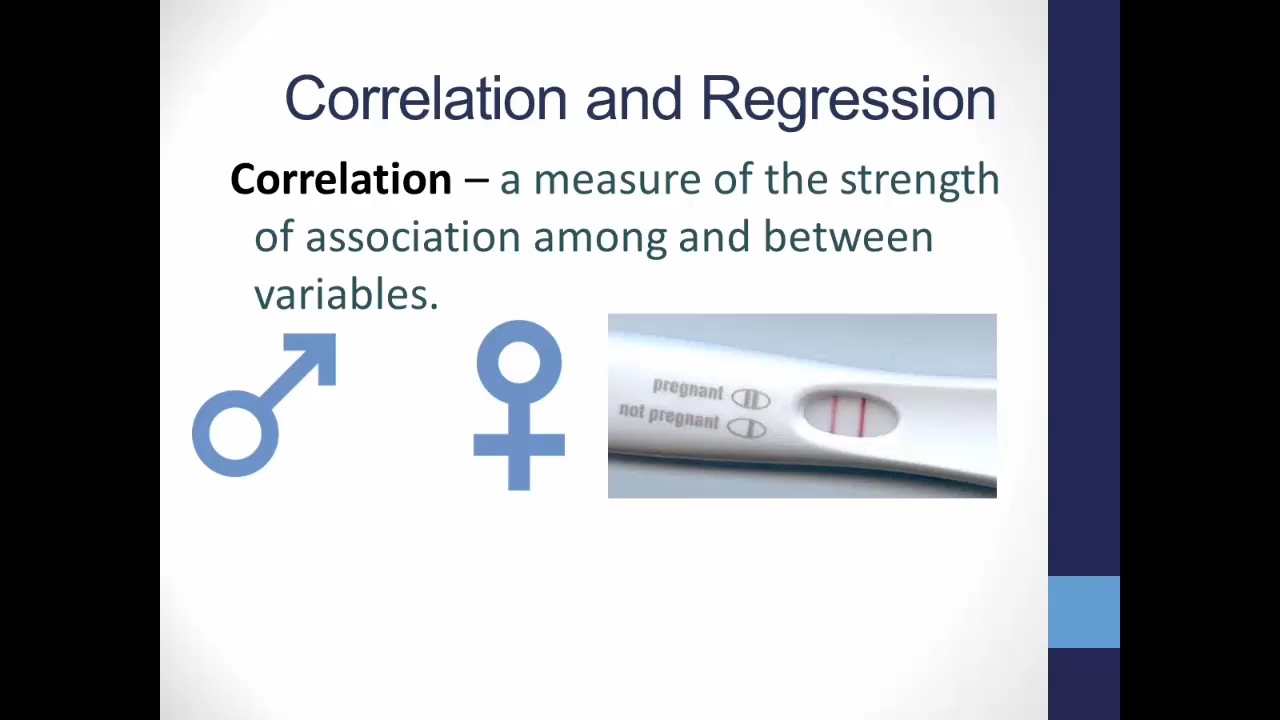 Correlation and Regression
Correlation – a measure of the strength
of association among and between
variables.
pregnant
not pregnant